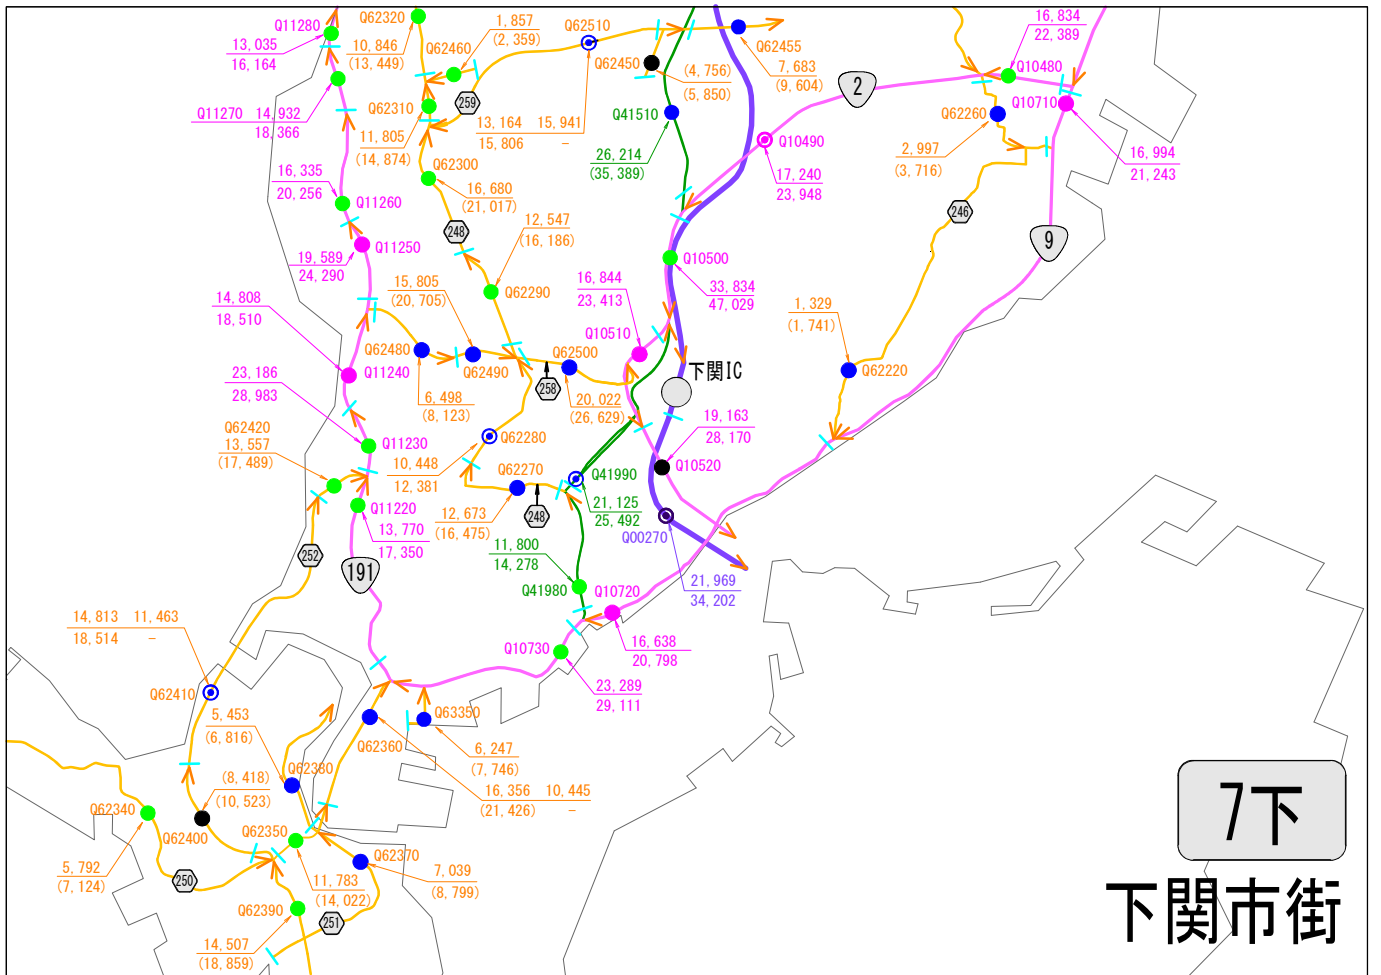 Q11280
13,035
16,164
Q62320
10,846
(13,449)
Q62460
1,857
(2,359)
Q62510
Q62450
(4,756)
(5,850)
Q62455
7,683
(9,604)
16,834
22,389
Q10480
Q10710
2
Q62260
Q11270 14,932
18,366
Q62310
259
11,805
(14,874)
13,164 15,941
15,806 -
Q41510
Q10490
26,214
(35,389)
2,997
(3,716)
16,994
21,243
16,335
20,256
Q62300
16,680
(21,017)
17,240
23,948
Q11260
248
12,547
(16,186)
246
9
Q11250
19,589
24,290
Q10500
15,805
(20,705)
16,844
23,413
33,834
47,029
14,808
18,510
Q62290
1,329
(1,741)
Q10510
Q62480
Q62490
Q62500
下関IC
Q11240
258
Q62220
23,186
28,983
6,498
(8,123)
20,022
(26,629)
19,163
28,170
Q62420
13,557
(17,489)
Q11230
Q62280
10,448
12,381
Q62270
Q41990
Q10520
Q11220
13,770
17,350
12,673
(16,475)
248
21,125
25,492
Q00270
252
191
11,800
14,278
21,969
34,202
Q41980
Q10720
14,813 11,463
18,514 -
Q10730
16,638
20,798
Q62410
23,289
29,111
5,453
(6,816)
Q63350
Q62360
6,247
(7,746)
Q62380
(8,418)
(10,523)
16,356 10,445
(21,426) -
Q62340
Q62400
Q62350
Q62370
7下
5,792
(7,124)
250
11,783
(14,022)
7,039
(8,799)
Q62390
251
下関市街
14,507
(18,859)